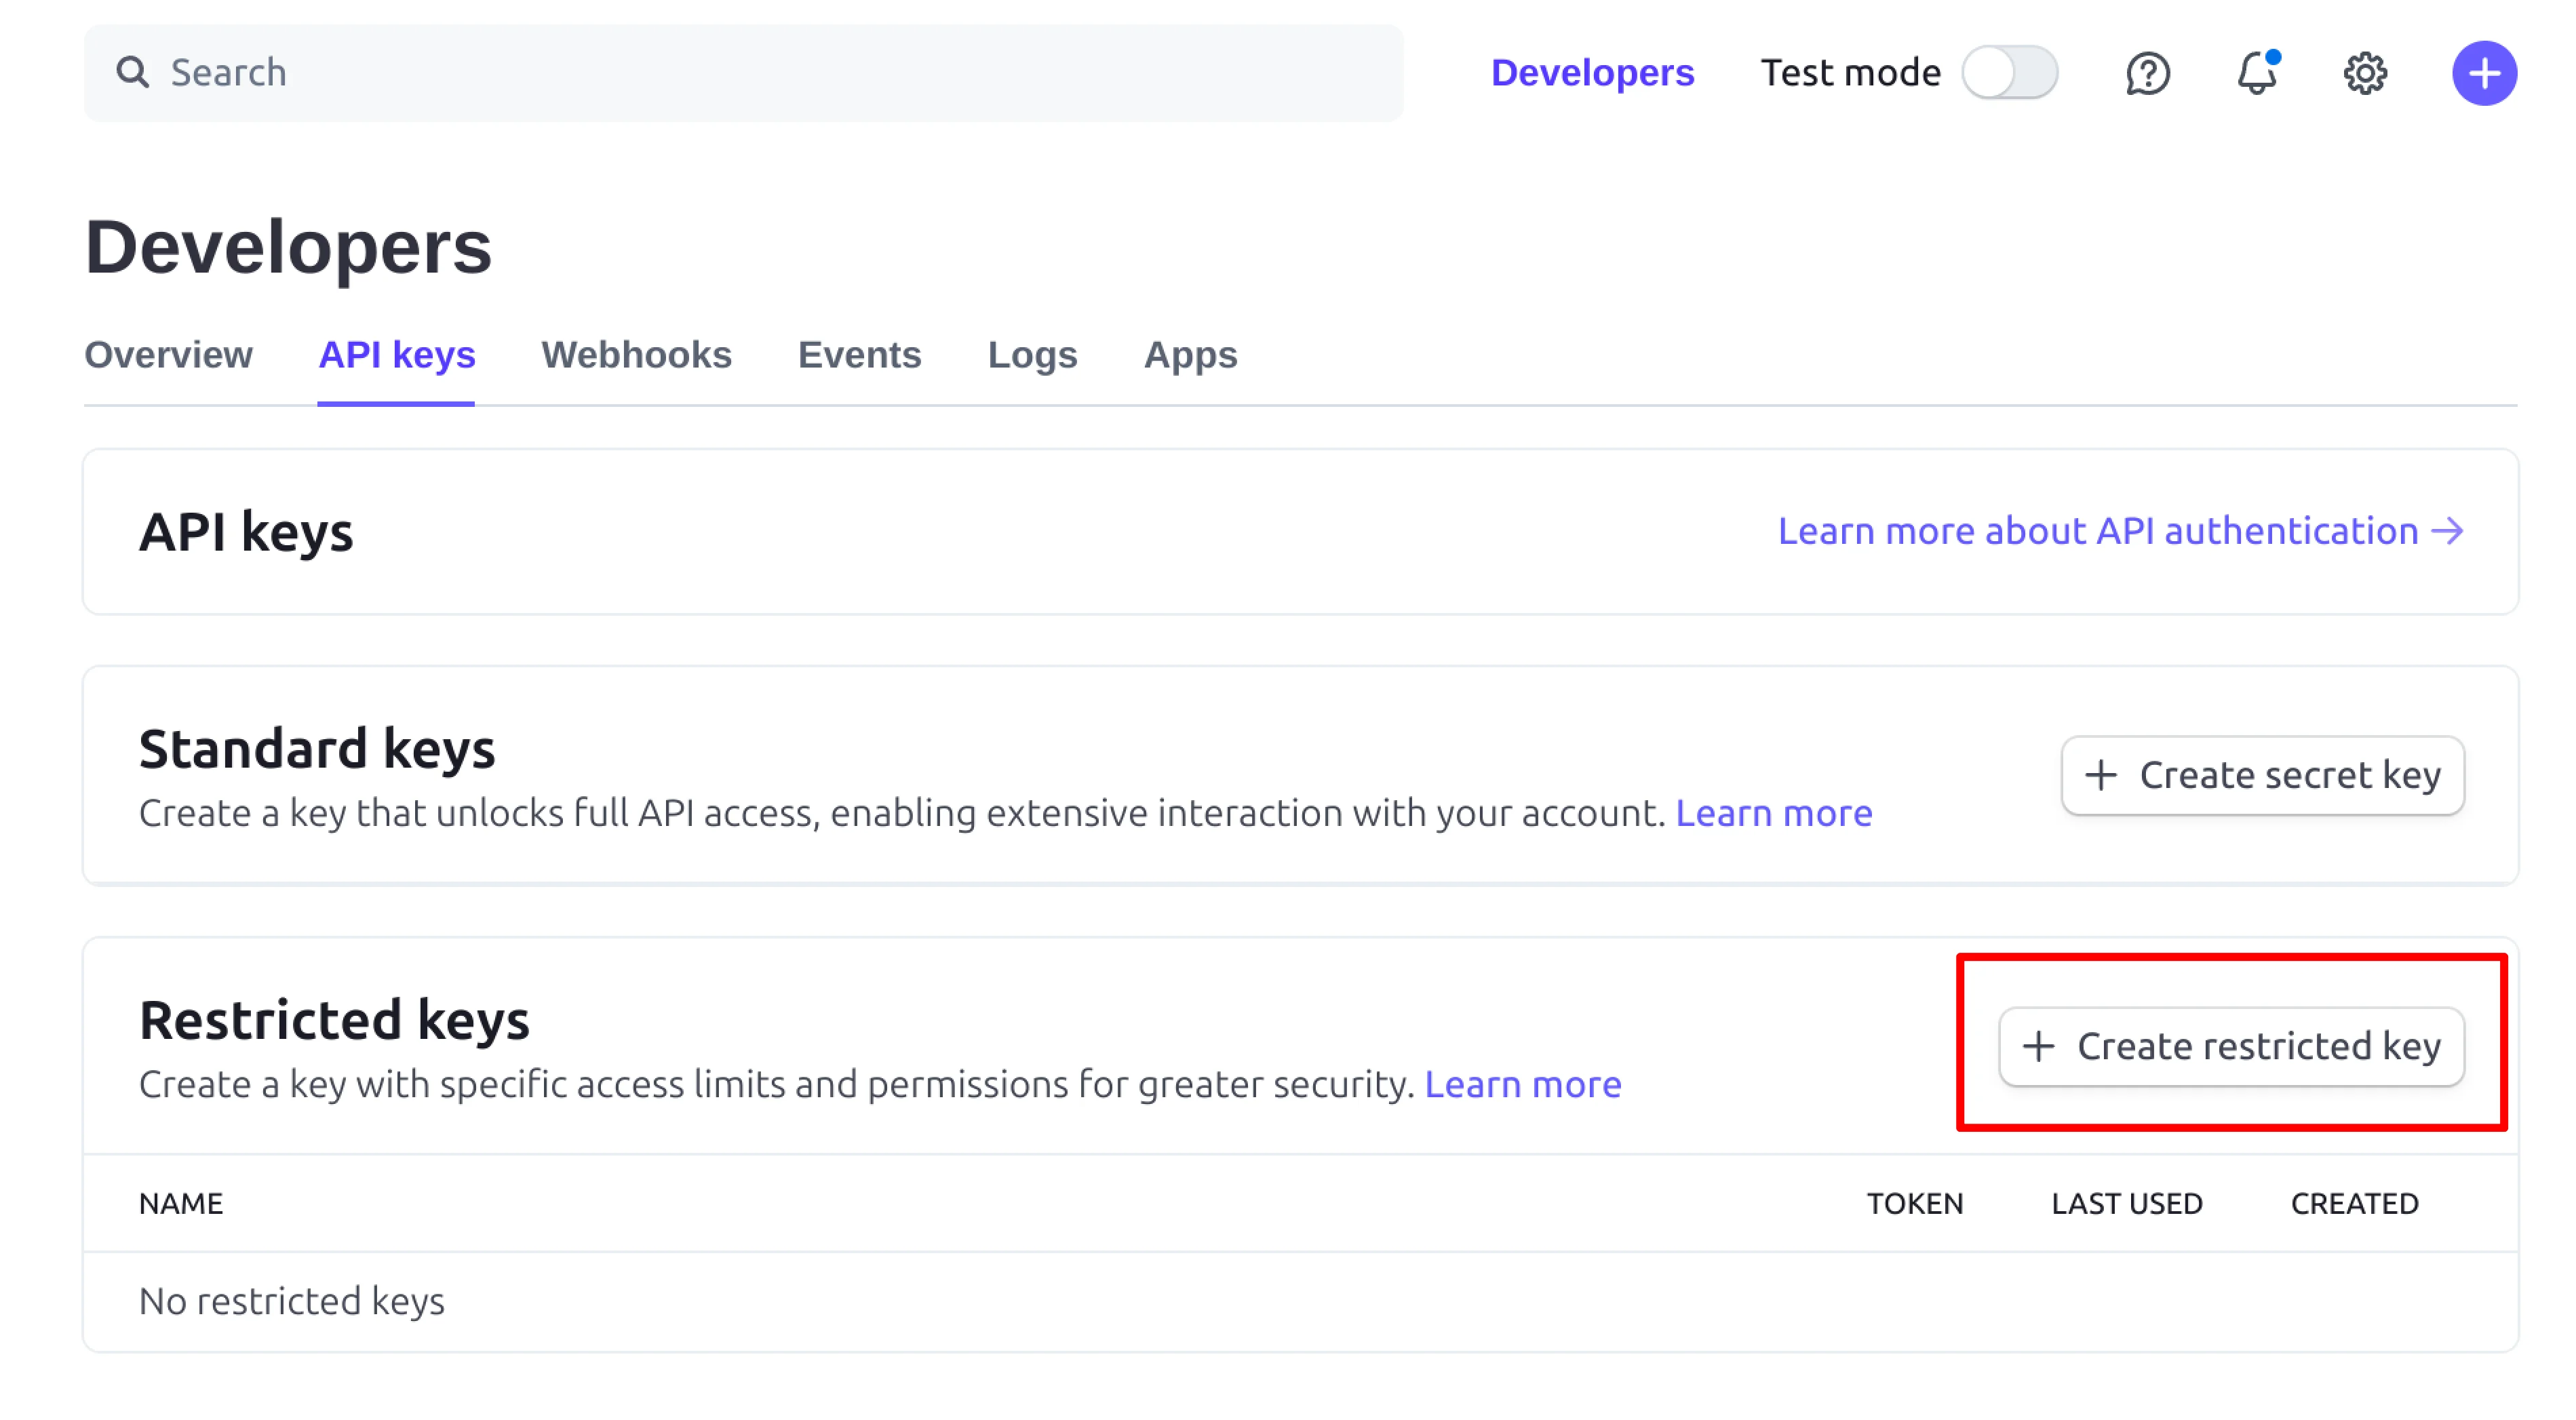 Search
Developers
Test mode
Developers
Overview API keys Webhooks Events Logs Apps
API keys
Learn more about API authentication →
Standard keys
Create a key that unlocks full API access, enabling extensive interaction with your account. Learn more
+ Create secret key
Restricted keys
Create a key with specific access limits and permissions for greater security. Learn more
+ Create restricted key
NAME TOKEN LAST USED CREATED
No restricted keys